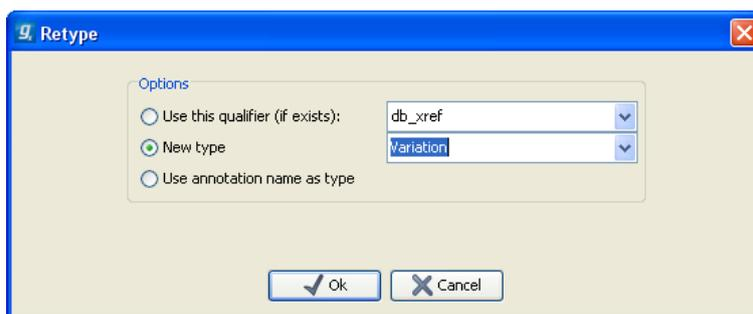 Retype
Options
Use this qualifier (if exists): db_xref
New type Variation
Use annotation name as type
Ok Cancel